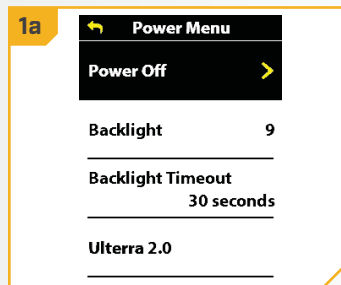 1a
Power Menu
Power Off
Backlight 9
Backlight Timeout
30 seconds
Ulterra 2.0